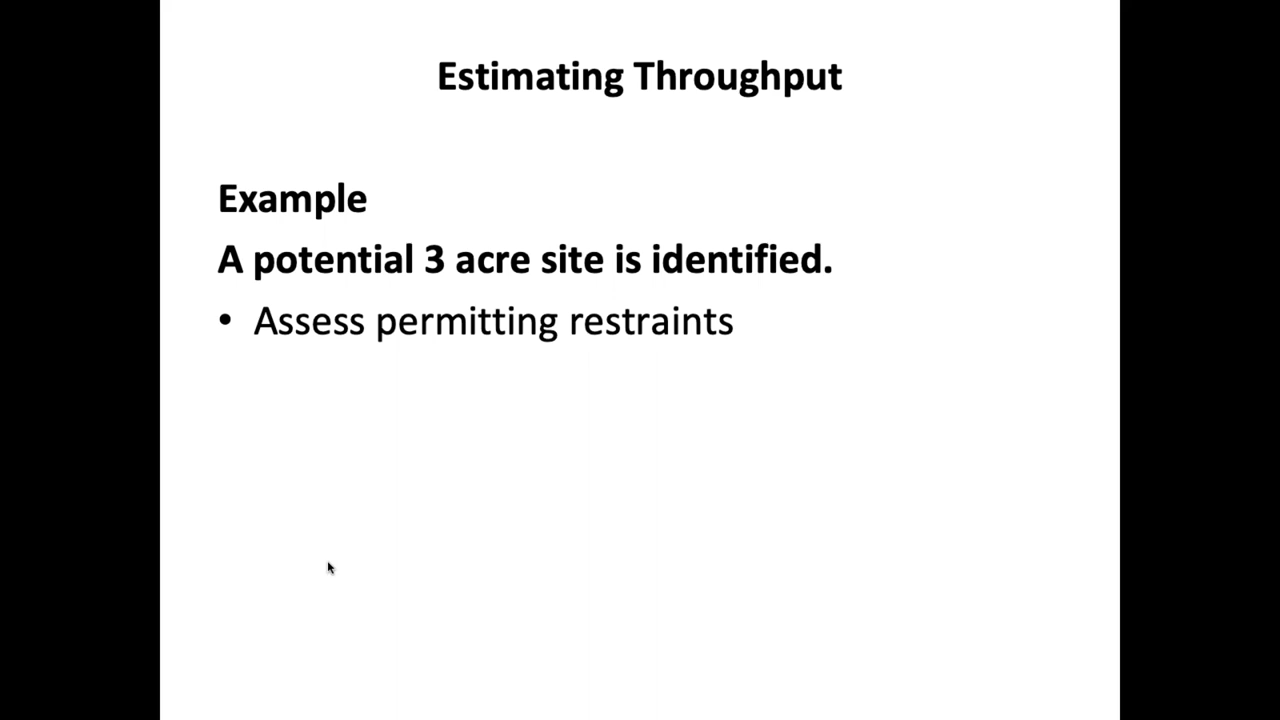 Estimating Throughput
Example
A potential 3 acre site is identified.
• Assess permitting restraints